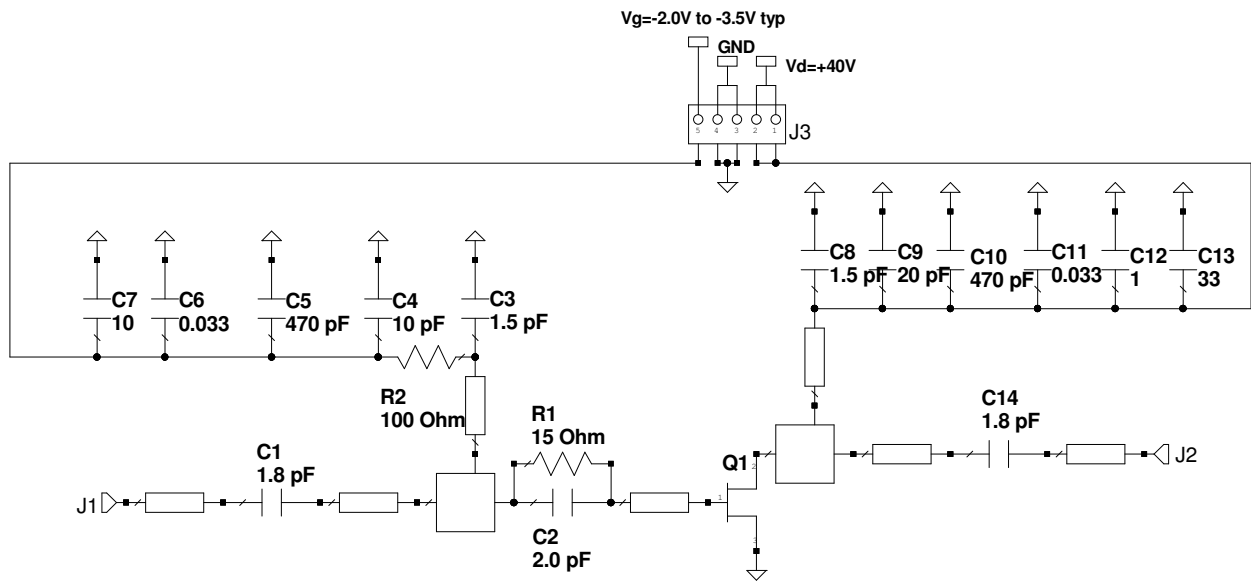 Vg=-2.0V to -3.5V typ
GND
Vd=+40V
5 4 3 2 1
J3
C7
10
C6
0.033
C5
470 pF
C4
10 pF
C3
1.5 pF
C8
1.5 pF
C9
20 pF
C10
470 pF
C11
0.033
C12
1
C13
33
R2
100 Ohm
R1
15 Ohm
C14
1.8 pF
J2
C1
1.8 pF
J1
C2
2.0 pF
Q1
2
1
3